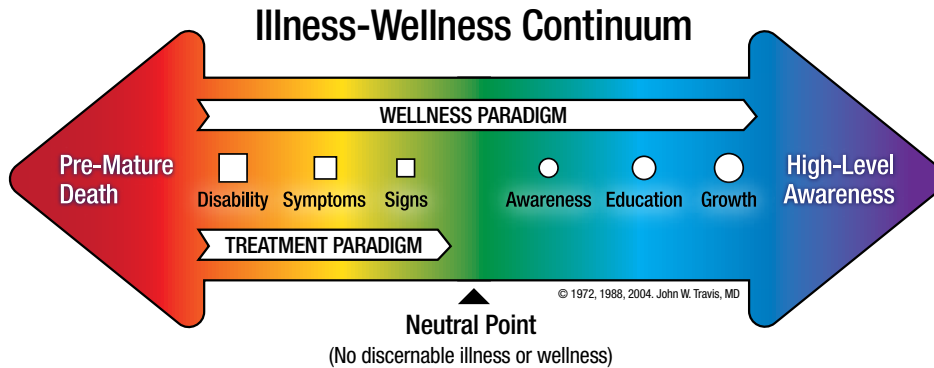 Illness-Wellness Continuum
WELLNESS PARADIGM
Pre-Mature
Death
Disability
Symptoms
Signs
Awareness
Education
Growth
High-Level
Awareness
TREATMENT PARADIGM
© 1972, 1988, 2004. John W. Travis, MD
Neutral Point
(No discernable illness or wellness)